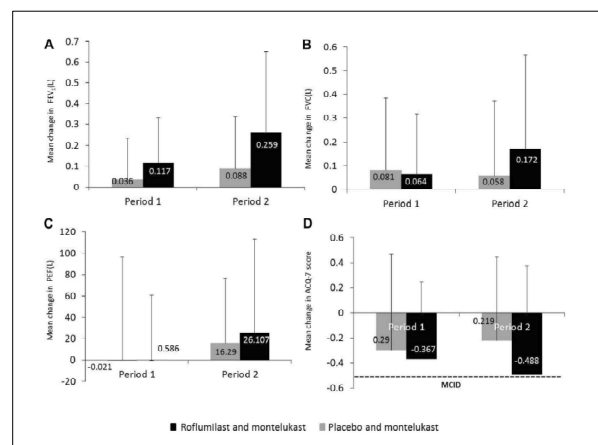 A
Mean change in FEV1(L)
0.7
0.6
0.5
0.4
0.3
0.2
0.1
0
0.036
0.117
0.088
0.259
Period 1
Period 2
B
Mean change in FVC(L)
0.6
0.5
0.4
0.3
0.2
0.1
0
0.081
0.064
0.058
0.172
Period 1
Period 2
C
Mean change in PEF(L)
120
100
80
60
40
20
0
20
-0.021
0.586
16.29
26.107
Period 1
Period 2
D
Mean change in ACQ-7 score
0.6
0.4
0.2
0
-0.2
-0.4
-0.6
Period 1
Period 2
0.29
-0.367
0.219
-0.488
MCID
Roflumilast and montelukast
Placebo and montelukast